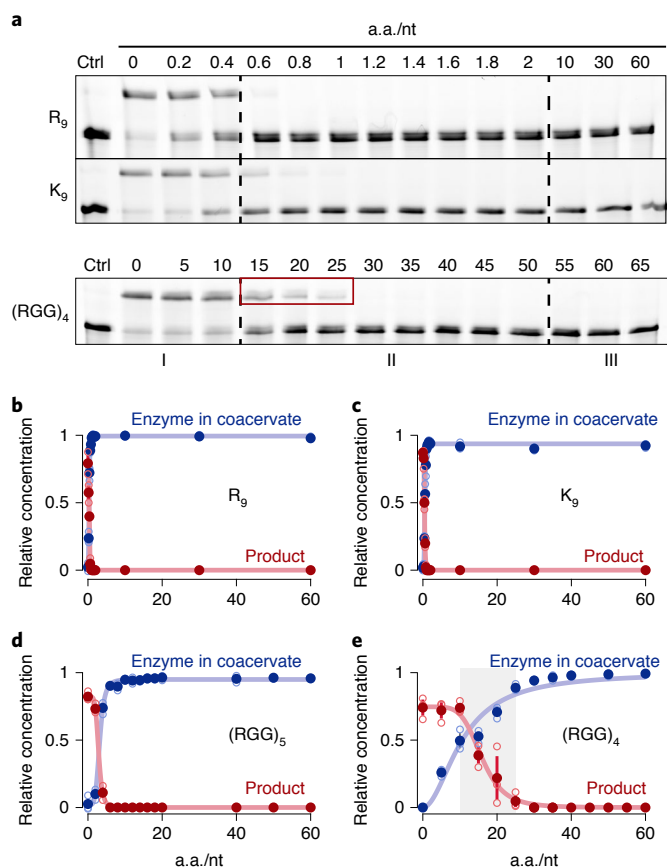 a
a.a./nt
Ctrl 0 0.2 0.4 0.6 0.8 1 1.2 1.4 1.6 1.8 2 10 30 60
R9
K9
Ctrl 0 5 10 15 20 25 30 35 40 45 50 55 60 65
(RGG)4
I II III
b
Enzyme in coacervate
Relative concentration
1
0.5
0
R9
Product
0 20 40 60
c
Enzyme in coacervate
Relative concentration
1
0.5
0
K9
Product
0 20 40 60
d
Enzyme in coacervate
Relative concentration
1
0.5
0
(RGG)5
Product
0 20 40 60
a.a./nt
e
Enzyme in coacervate
Relative concentration
1
0.5
0
(RGG)4
Product
0 20 40 60
a.a./nt